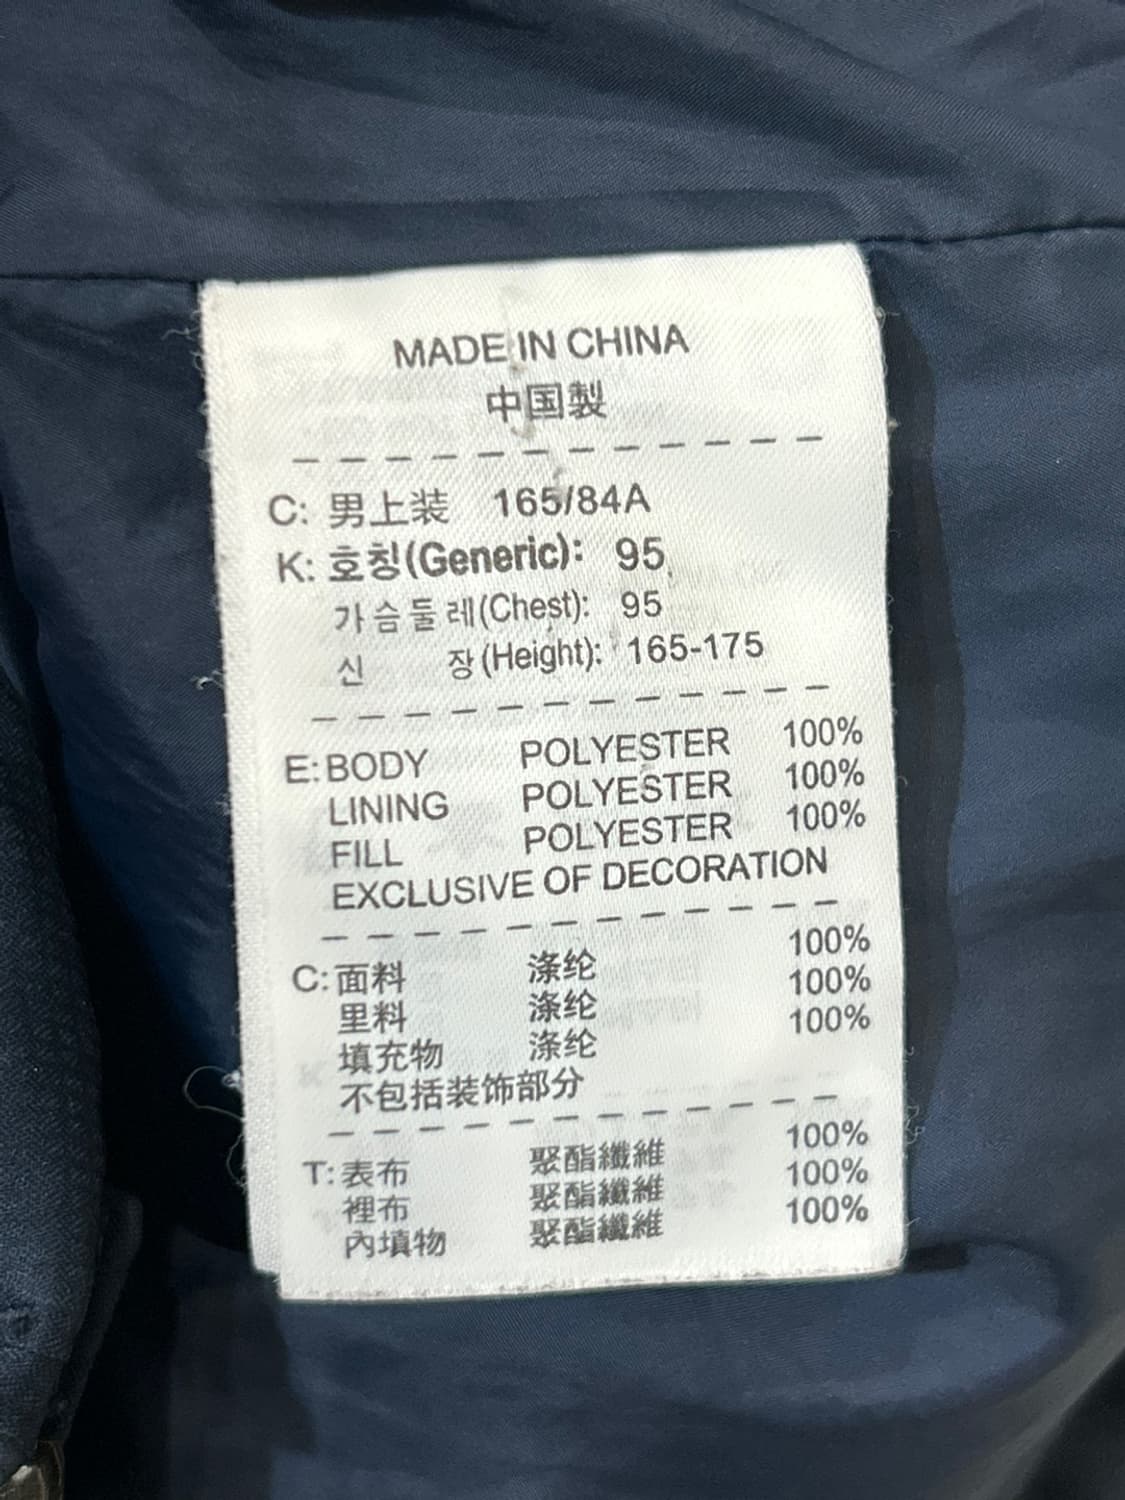 MADE IN CHINA
中国製
C: 男上装 165/84A
K: 호칭(Generic): 95
가슴둘레(Chest): 95
신 장(Height): 165-175
E: BODY POLYESTER 100%
LINING POLYESTER 100%
FILL POLYESTER 100%
EXCLUSIVE OF DECORATION
C: 面料 涤纶 100%
里料 涤纶 100%
填充物 涤纶 100%
不包括装饰部分
T: 表布 聚酯纖維 100%
裡布 聚酯纖維 100%
內填物 聚酯纖維 100%